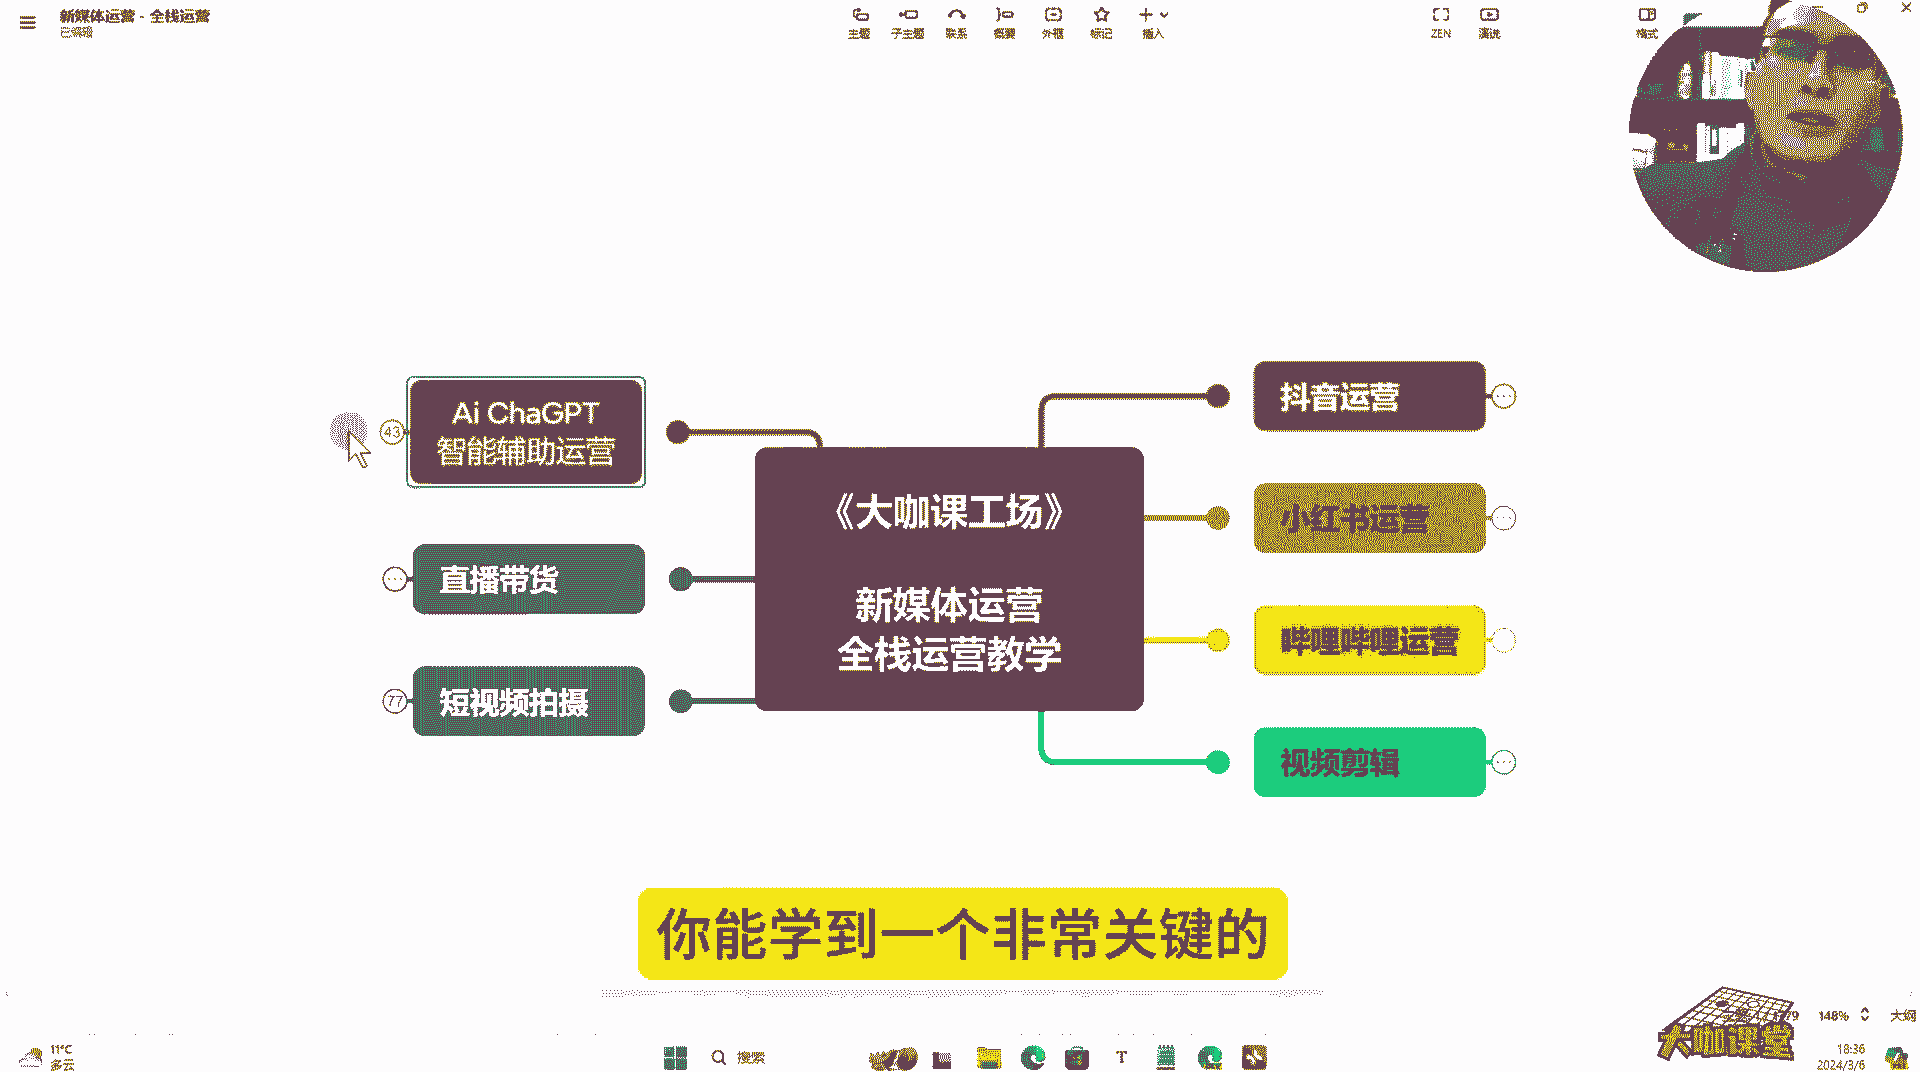 新媒体运营 - 全栈运营
已编辑
主题
子主题
联系
概要
外框
标记
插入
ZEN
演说
格式
43
Ai ChaGPT
智能辅助运营
直播带货
77
短视频拍摄
《大咖课工场》
新媒体运营
全栈运营教学
抖音运营
小红书运营
哔哩哔哩运营
视频剪辑
你能学到一个非常关键的
大咖课堂
148%
大纲
11°C
多云
搜索
18:36
2024/3/6